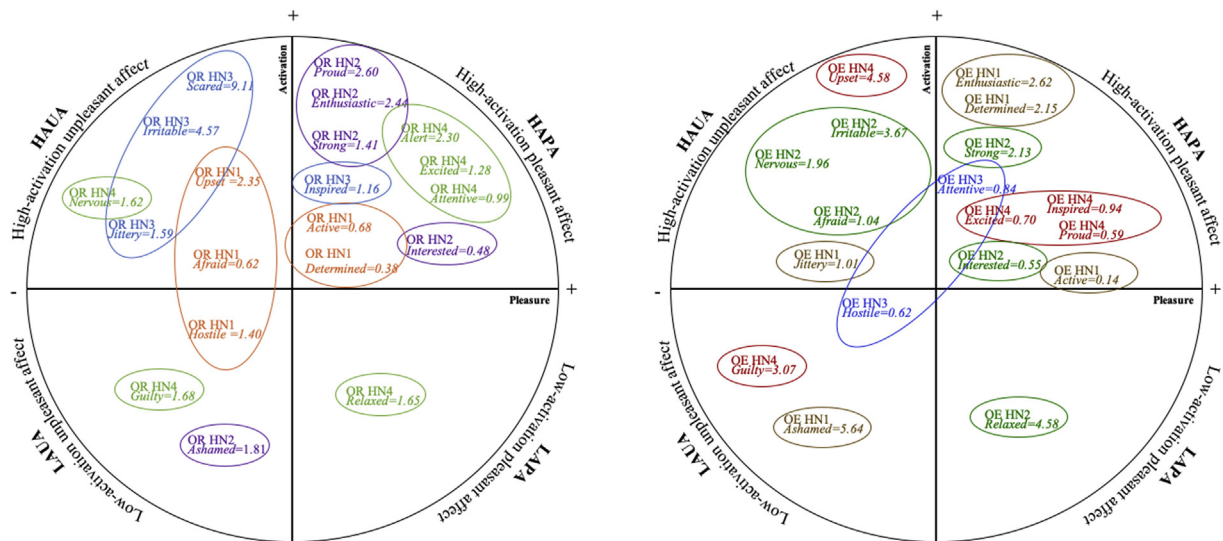 +
HAUA
High-activation unpleasant affect
Activation
High-activation pleasant affect
HAPA
OR HN3
Scared=9.11
OR HN3
Irritable=4.57
OR HN1
Upset =2.35
OR HN4
Nervous=1.62
OR HN3
Jittery=1.59
OR HN1
Afraid=0.62
OR HN1
Hostile =1.40
OR HN2
Proud=2.60
OR HN2
Enthusiastic=2.44
OR HN2
Strong=1.41
OR HN4
Alert=2.30
OR HN4
Excited=1.28
OR HN4
Attentive=0.99
OR HN3
Inspired=1.16
OR HN1
Active=0.68
OR HN1
Determined=0.38
OR HN2
Interested=0.48
-
Pleasure
+
OR HN4
Guilty=1.68
OR HN2
Ashamed=1.81
OR HN4
Relaxed=1.65
LAUA
Low-activation unpleasant affect
Low-activation pleasant affect
LAPA
+
HAUA
High-activation unpleasant affect
Activation
High-activation pleasant affect
HAPA
OE HN4
Upset=4.58
OE HN2
Irritable=3.67
OE HN2
Nervous=1.96
OE HN2
Afraid=1.04
OE HN1
Jittery=1.01
OE HN1
Enthusiastic=2.62
OE HN1
Determined=2.15
OE HN2
Strong=2.13
OE HN3
Attentive=0.84
OE HN4
Inspired=0.94
OE HN4
Excited=0.70
OE HN4
Proud=0.59
OE HN2
Interested=0.55
OE HN1
Active=0.14
-
Pleasure
+
OE HN3
Hostile=0.62
OE HN4
Guilty=3.07
OE HN1
Ashamed=5.64
OE HN2
Relaxed=4.58
LAUA
Low-activation unpleasant affect
Low-activation pleasant affect
LAPA